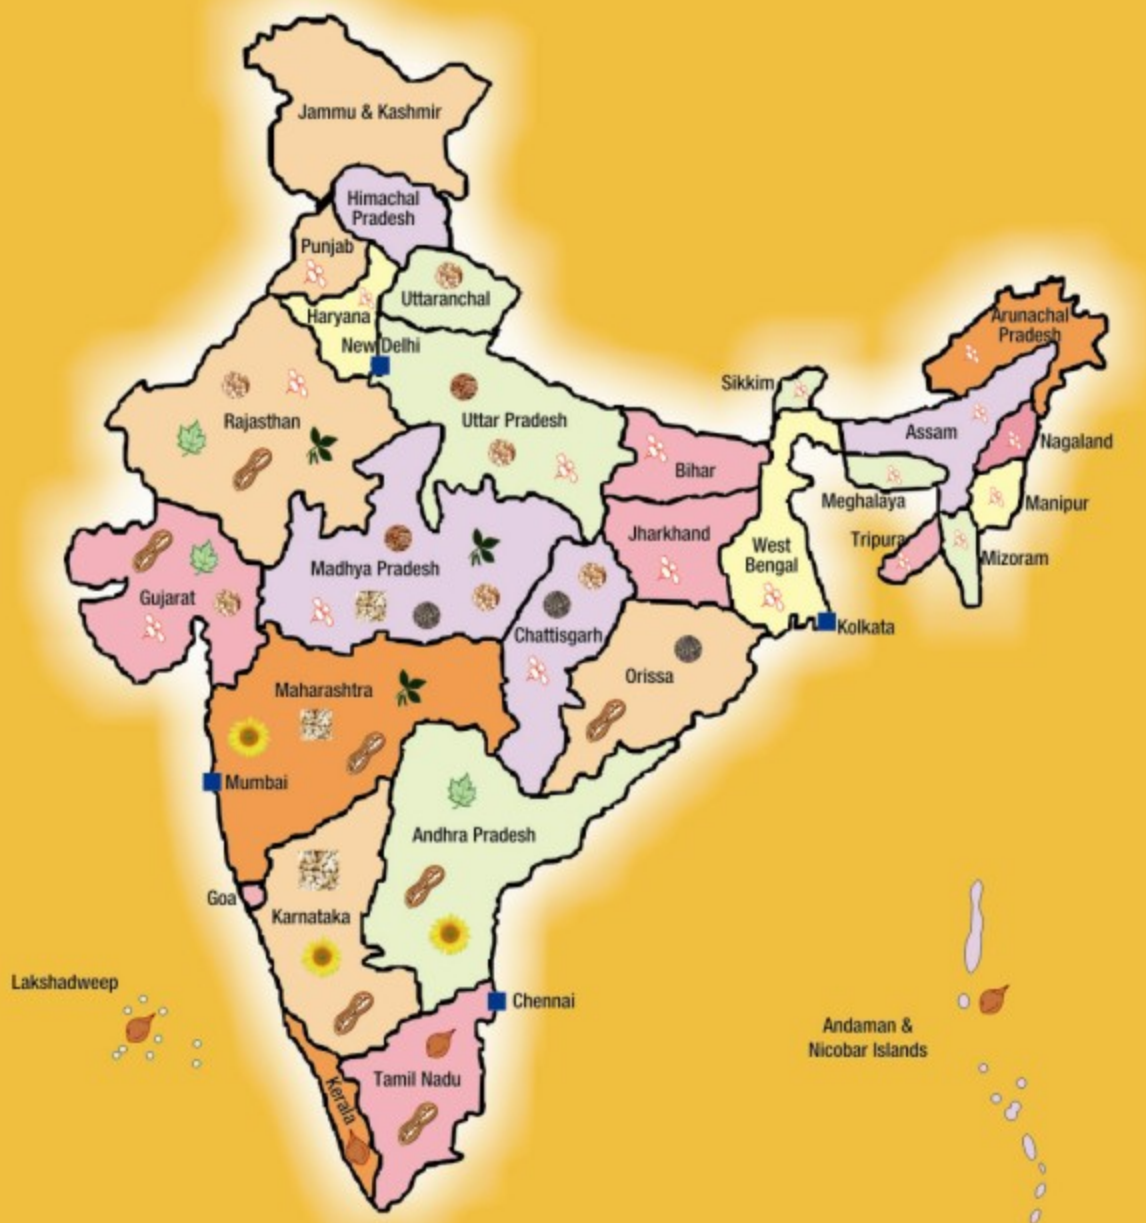 Jammu & Kashmir
Himachal
Pradesh
Punjab
Uttaranchal
Haryana
New Delhi
Arunachal
Pradesh
Sikkim
Rajasthan
Uttar Pradesh
Assam
Nagaland
Bihar
Meghalaya
Manipur
Jharkhand
Tripura
West
Bengal
Mizoram
Madhya Pradesh
Gujarat
Chattisgarh
Kolkata
Orissa
Maharashtra
Mumbai
Andhra Pradesh
Goa
Karnataka
Lakshadweep
Chennai
Andaman &
Nicobar Islands
Tamil Nadu
Kerala